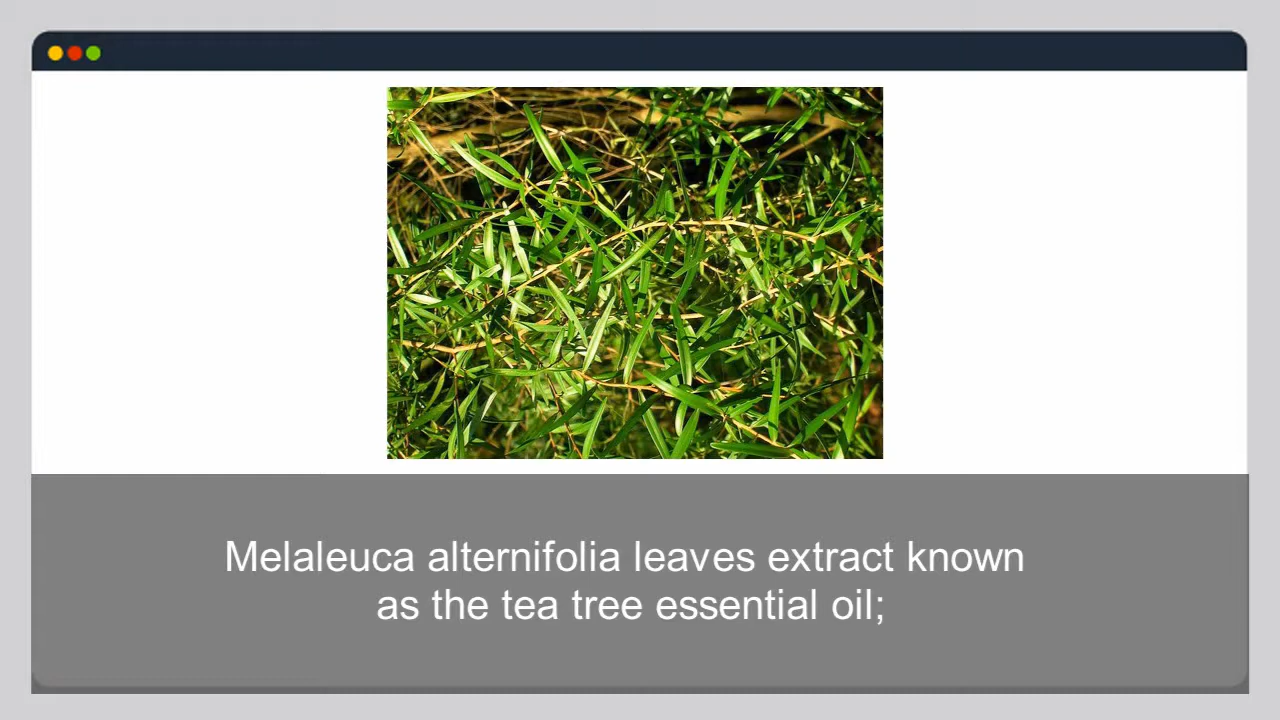 Melaleuca alternifolia leaves extract known
as the tea tree essential oil;